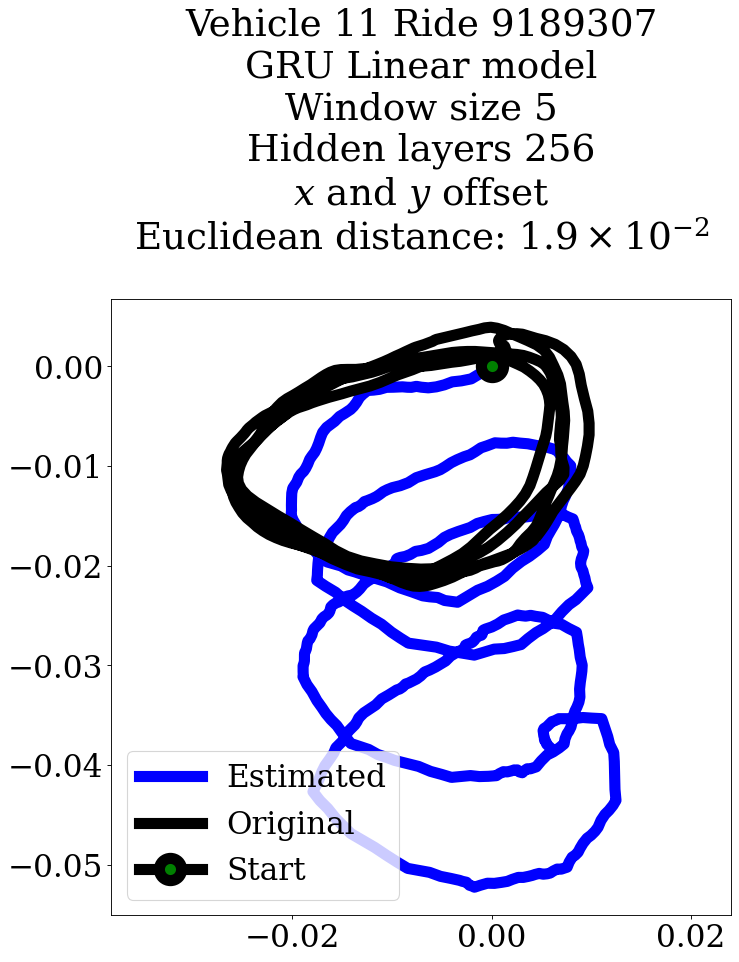 Vehicle 11 Ride 9189307
GRU Linear model
Window size 5
Hidden layers 256
x and y offset
Euclidean distance: 1.9 × 10⁻²
0.00
−0.01
−0.02
−0.03
−0.04
−0.05
Estimated
Original
Start
−0.02
0.00
0.02